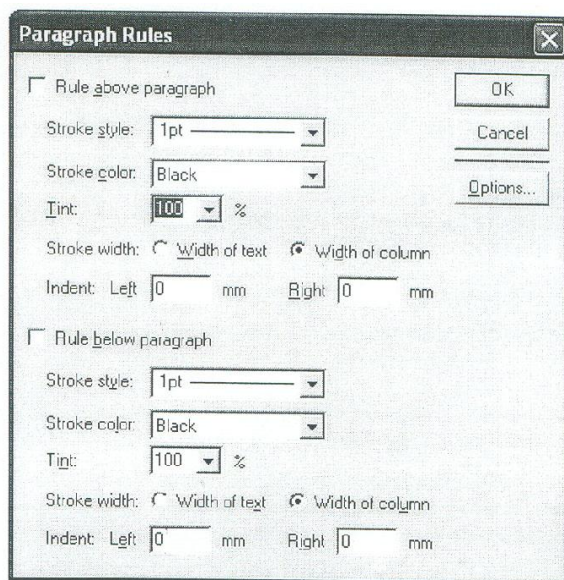 Paragraph Rules
Rule above paragraph
OK
Stroke style: 1pt
Cancel
Stroke color: Black
Options...
Tint: 100 %
Stroke width: Width of text Width of column
Indent: Left 0 mm Right 0 mm
Rule below paragraph
Stroke style: 1pt
Stroke color: Black
Tint: 100 %
Stroke width: Width of text Width of column
Indent: Left 0 mm Right 0 mm